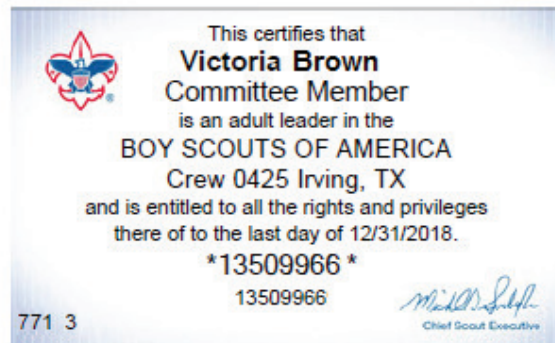 This certifies that
Victoria Brown
Committee Member
is an adult leader in the
BOY SCOUTS OF AMERICA
Crew 0425 Irving, TX
and is entitled to all the rights and privileges
there of to the last day of 12/31/2018.
*13509966 *
13509966
Chief Scout Executive
771 3
®